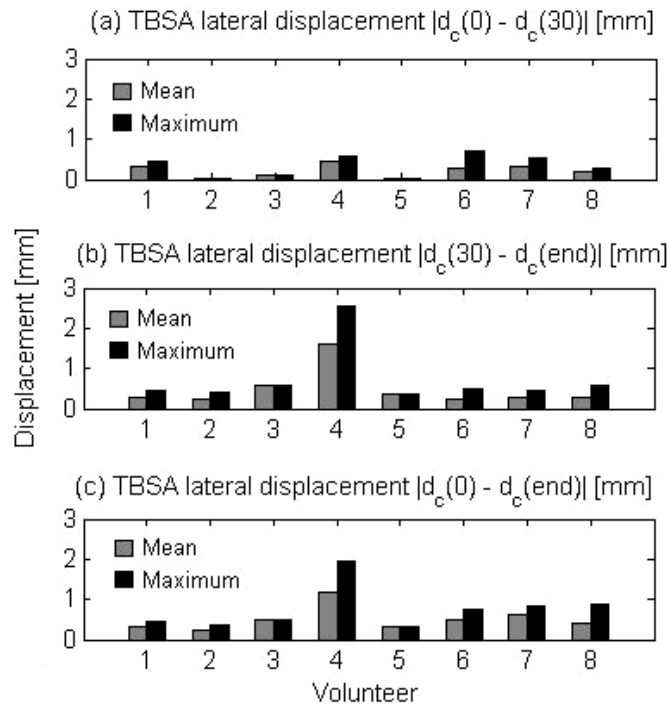 (a) TBSA lateral displacement |d_c(0) - d_c(30)| [mm]
3
2
1
0
Mean
Maximum
1 2 3 4 5 6 7 8
(b) TBSA lateral displacement |d_c(30) - d_c(end)| [mm]
Displacement [mm]
3
2
1
0
Mean
Maximum
1 2 3 4 5 6 7 8
(c) TBSA lateral displacement |d_c(0) - d_c(end)| [mm]
3
2
1
0
Mean
Maximum
1 2 3 4 5 6 7 8
Volunteer